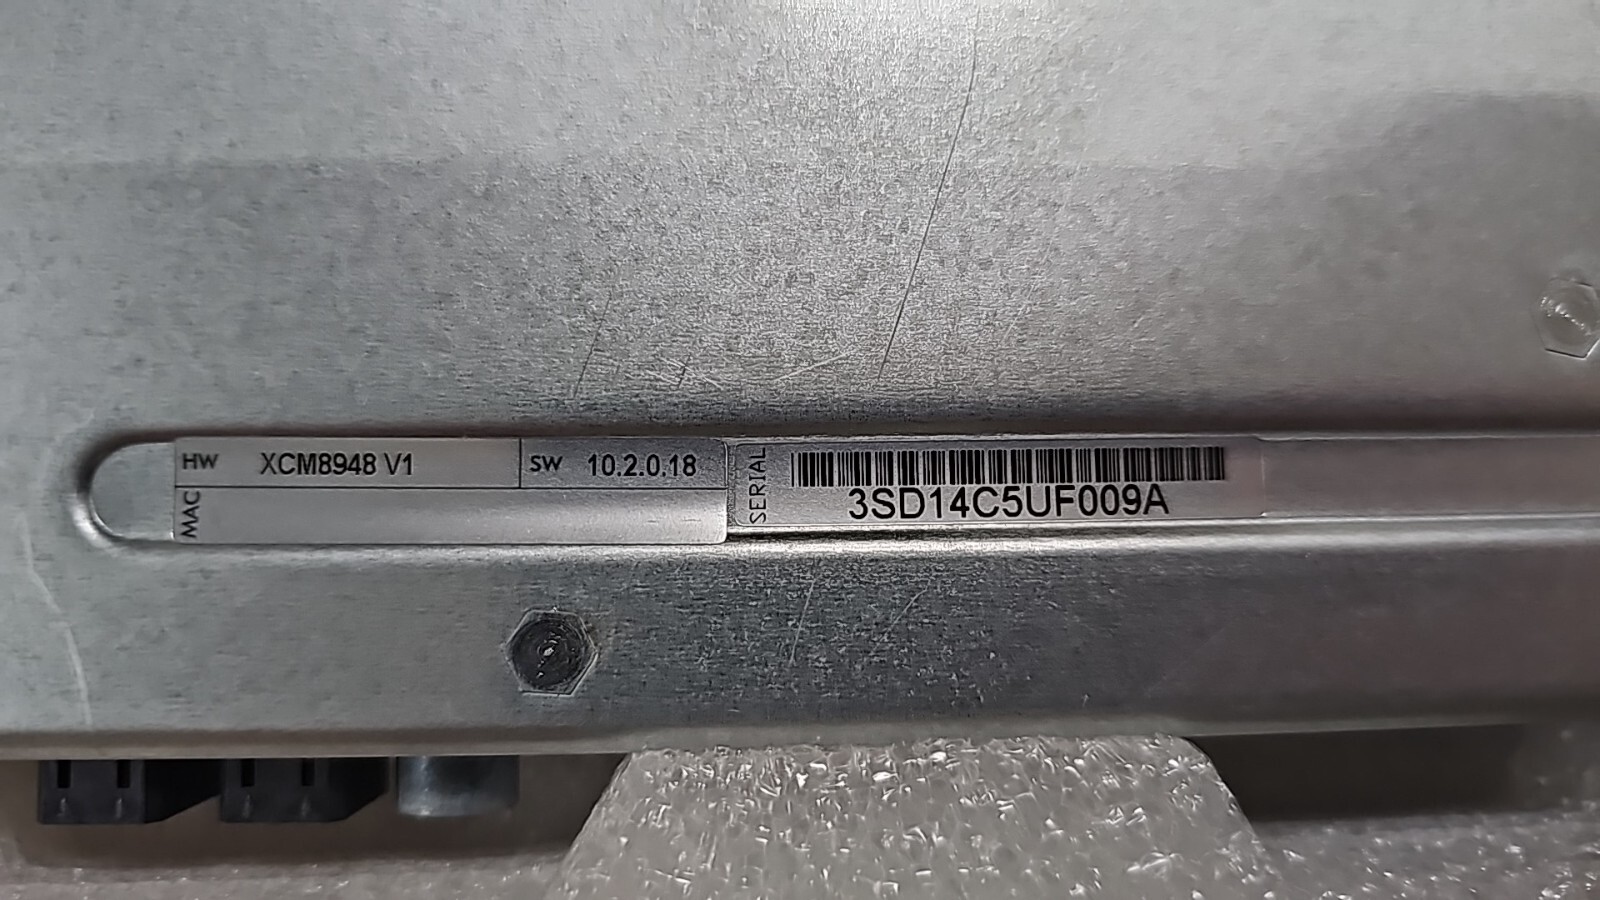 HW XCM8948 V1 SW 10.2.0.18
MAC
SERIAL
3SD14C5UF009A